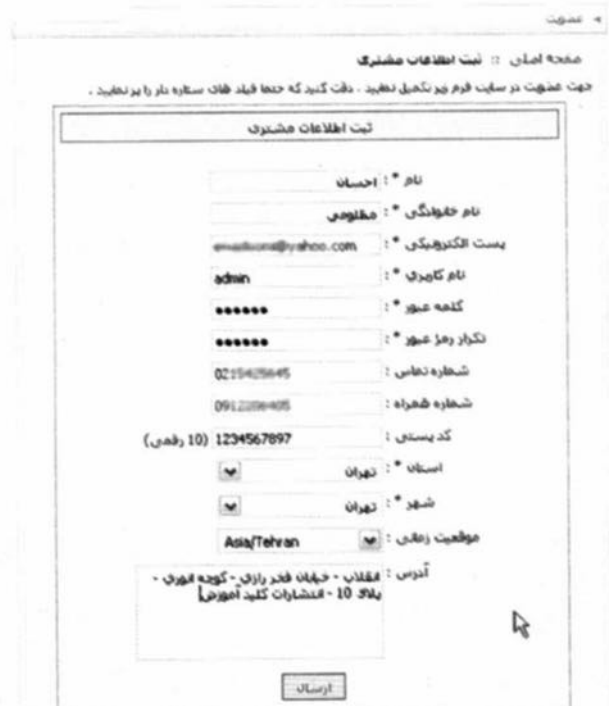 عضویت
صفحه اصلی :: ثبت اطلاعات مشتری
جهت عضویت در سایت فرم زیر تکمیل نمایید . دقت کنید که حتما فیلد های ستاره دار را پر نمایید .
ثبت اطلاعات مشتری
نام * : احسان
نام خانوادگی * : مظلومی
پست الکترونیکی * : @yahoo.com
نام کاربری * : admin
کلمه عبور * : ●●●●●●
تکرار رمز عبور * : ●●●●●●
شماره تماس :
شماره همراه :
کد پستی : 1234567897 (10 رقمی)
استان * : تهران
شهر * : تهران
موقعیت زمانی : Asia/Tehran
آدرس : انقلاب - خیابان فخر رازی - کوچه انوری -
پلاک 10 - انتشارات کلید آموزش
ارسال